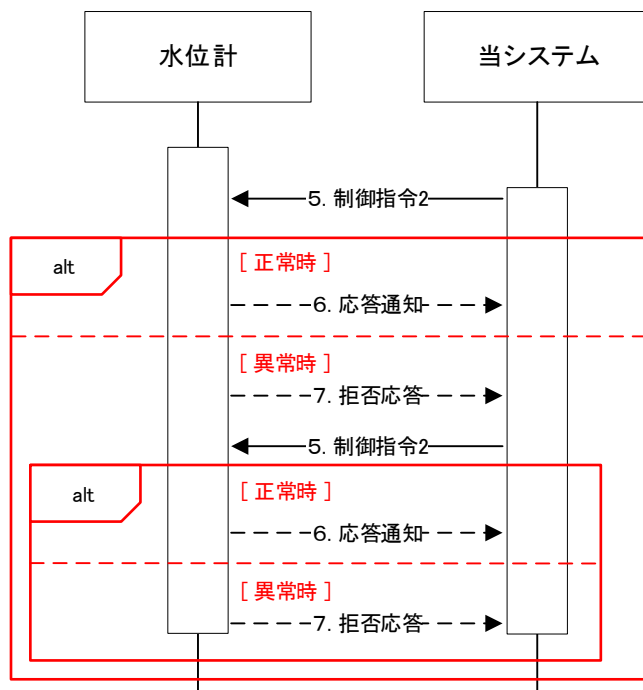 水位計
当システム
5. 制御指令2
alt
[ 正常時 ]
6. 応答通知
[ 異常時 ]
7. 拒否応答
5. 制御指令2
alt
[ 正常時 ]
6. 応答通知
[ 異常時 ]
7. 拒否応答